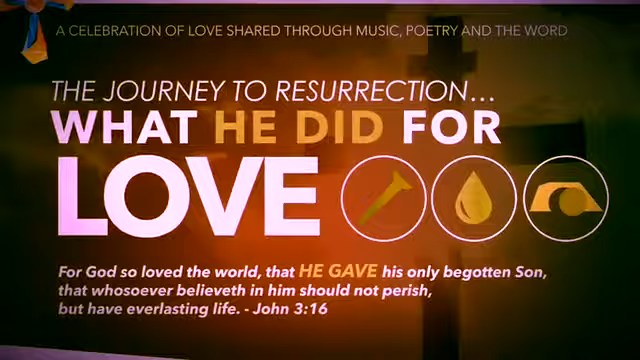 A CELEBRATION OF LOVE SHARED THROUGH MUSIC, POETRY AND THE WORD
THE JOURNEY TO RESURRECTION...
WHAT HE DID FOR
LOVE
For God so loved the world, that HE GAVE his only begotten Son,
that whosoever believeth in him should not perish,
but have everlasting life. - John 3:16